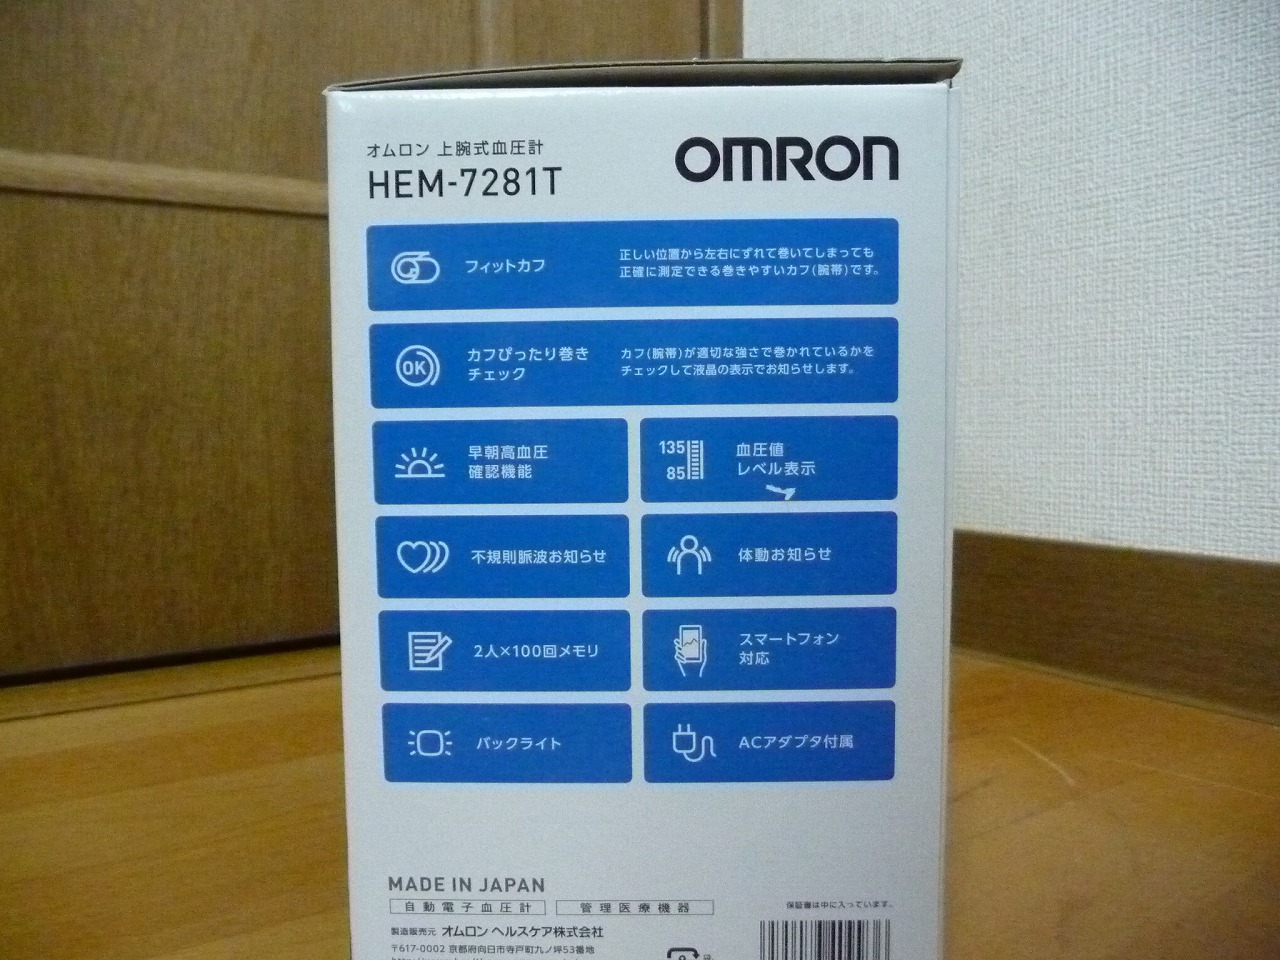 オムロン 上腕式血圧計
HEM-7281T
OMRON
フィットカフ
正しい位置から左右にずれて巻いてしまっても
正確に測定できる巻きやすいカフ(腕帯)です。
OK
カフぴったり巻き
チェック
カフ(腕帯)が適切な強さで巻かれているかを
チェックして液晶の表示でお知らせします。
早朝高血圧
確認機能
135
85
血圧値
レベル表示
不規則脈波お知らせ
体動お知らせ
2人×100回メモリ
スマートフォン
対応
バックライト
ACアダプタ付属
MADE IN JAPAN
自動電子血圧計
管理医療機器
保証書は中に入っています。
製造販売元 オムロン ヘルスケア株式会社
〒617-0002 京都府向日市寺戸町九ノ坪53番地